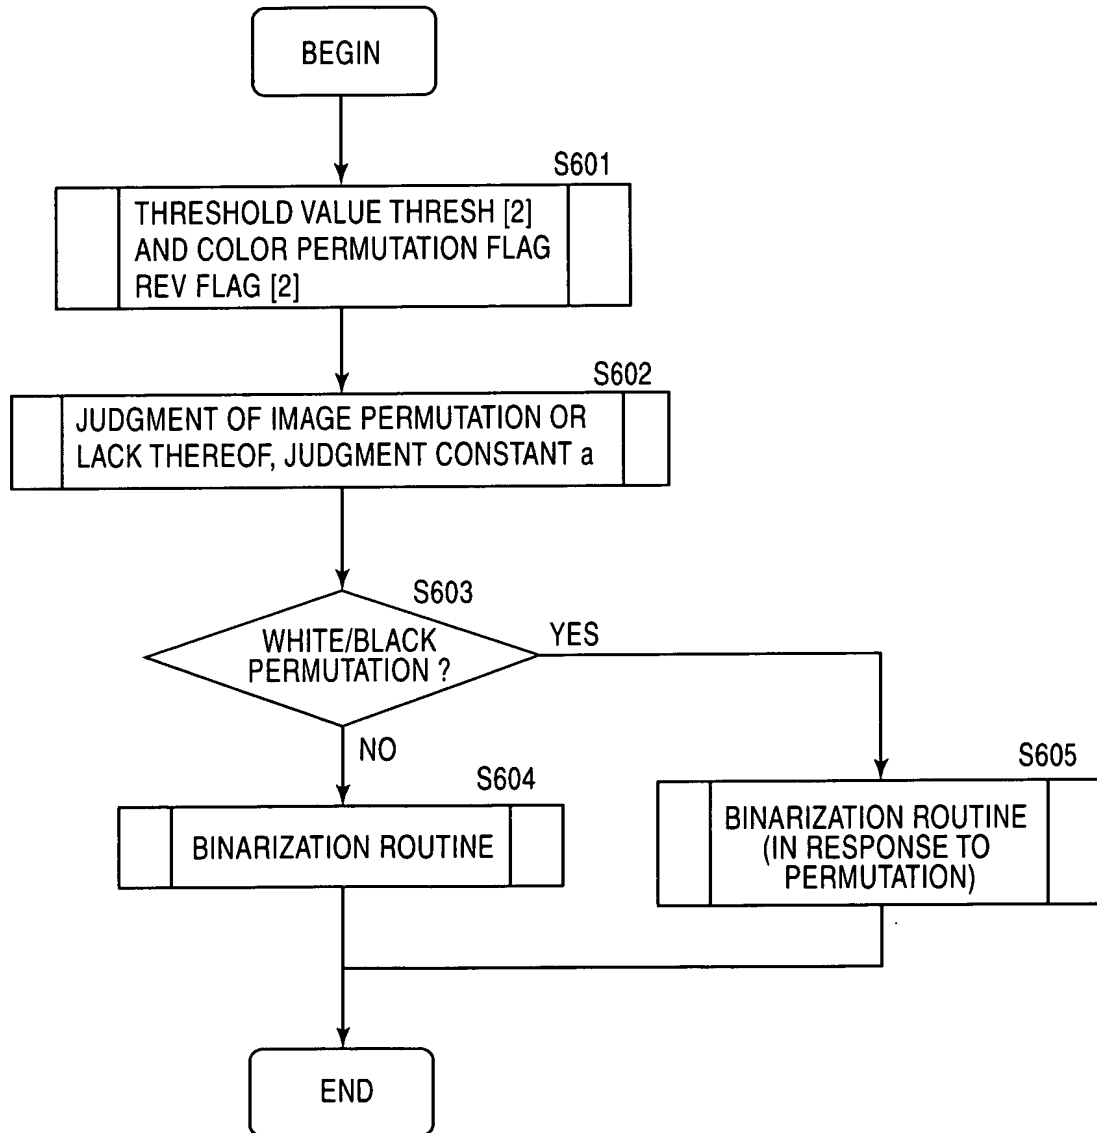 BEGIN
S601
THRESHOLD VALUE THRESH [2]
AND COLOR PERMUTATION FLAG
REV FLAG [2]
S602
JUDGMENT OF IMAGE PERMUTATION OR
LACK THEREOF, JUDGMENT CONSTANT a
S603
WHITE/BLACK
PERMUTATION ?
YES
NO
S604
BINARIZATION ROUTINE
S605
BINARIZATION ROUTINE
(IN RESPONSE TO
PERMUTATION)
END